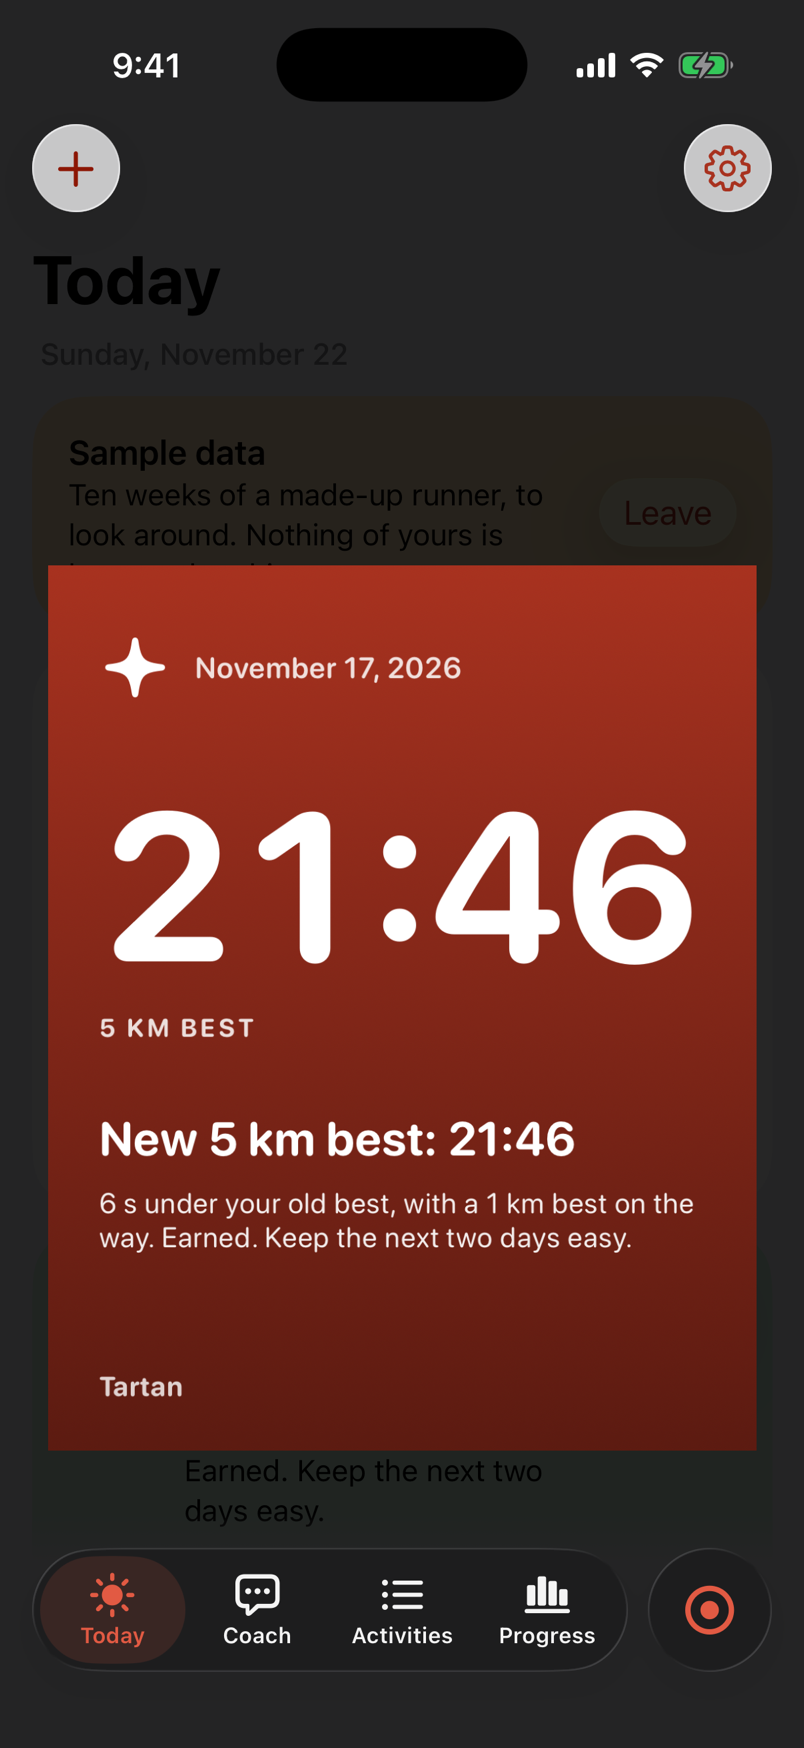 9:41
Today
Sunday, November 22
Sample data
Ten weeks of a made-up runner, to
look around. Nothing of yours is
Leave
November 17, 2026
21:46
5 KM BEST
New 5 km best: 21:46
6 s under your old best, with a 1 km best on the
way. Earned. Keep the next two days easy.
Tartan
Earned. Keep the next two
days easy.
Today
Coach
Activities
Progress